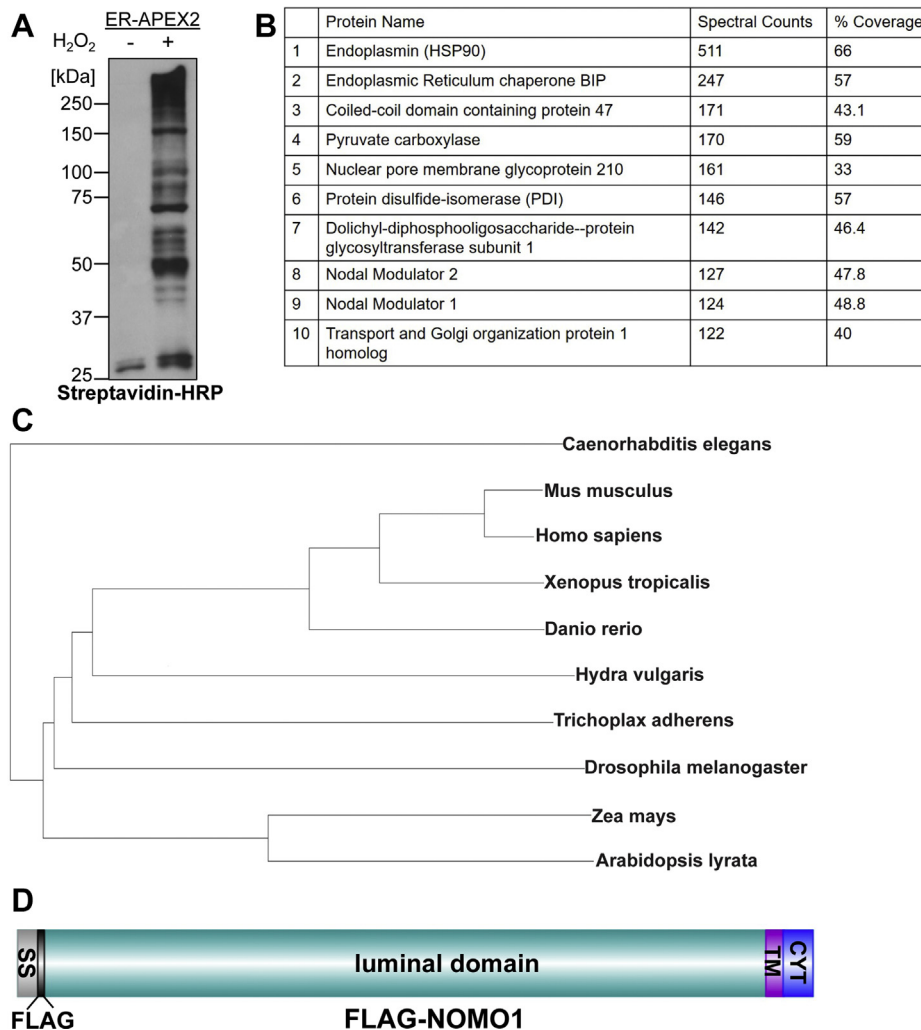 A
ER-APEX2
H₂O₂ - +
[kDa]
250
150
100
75
50
37
25
Streptavidin-HRP
B
Protein Name Spectral Counts % Coverage
1 Endoplasmin (HSP90) 511 66
2 Endoplasmic Reticulum chaperone BIP 247 57
3 Coiled-coil domain containing protein 47 171 43.1
4 Pyruvate carboxylase 170 59
5 Nuclear pore membrane glycoprotein 210 161 33
6 Protein disulfide-isomerase (PDI) 146 57
7 Dolichyl-diphosphooligosaccharide--protein 142 46.4
glycosyltransferase subunit 1
8 Nodal Modulator 2 127 47.8
9 Nodal Modulator 1 124 48.8
10 Transport and Golgi organization protein 1 122 40
homolog
C
Caenorhabditis elegans
Mus musculus
Homo sapiens
Xenopus tropicalis
Danio rerio
Hydra vulgaris
Trichoplax adherens
Drosophila melanogaster
Zea mays
Arabidopsis lyrata
D
SS
luminal domain
TM
CYT
FLAG
FLAG-NOMO1